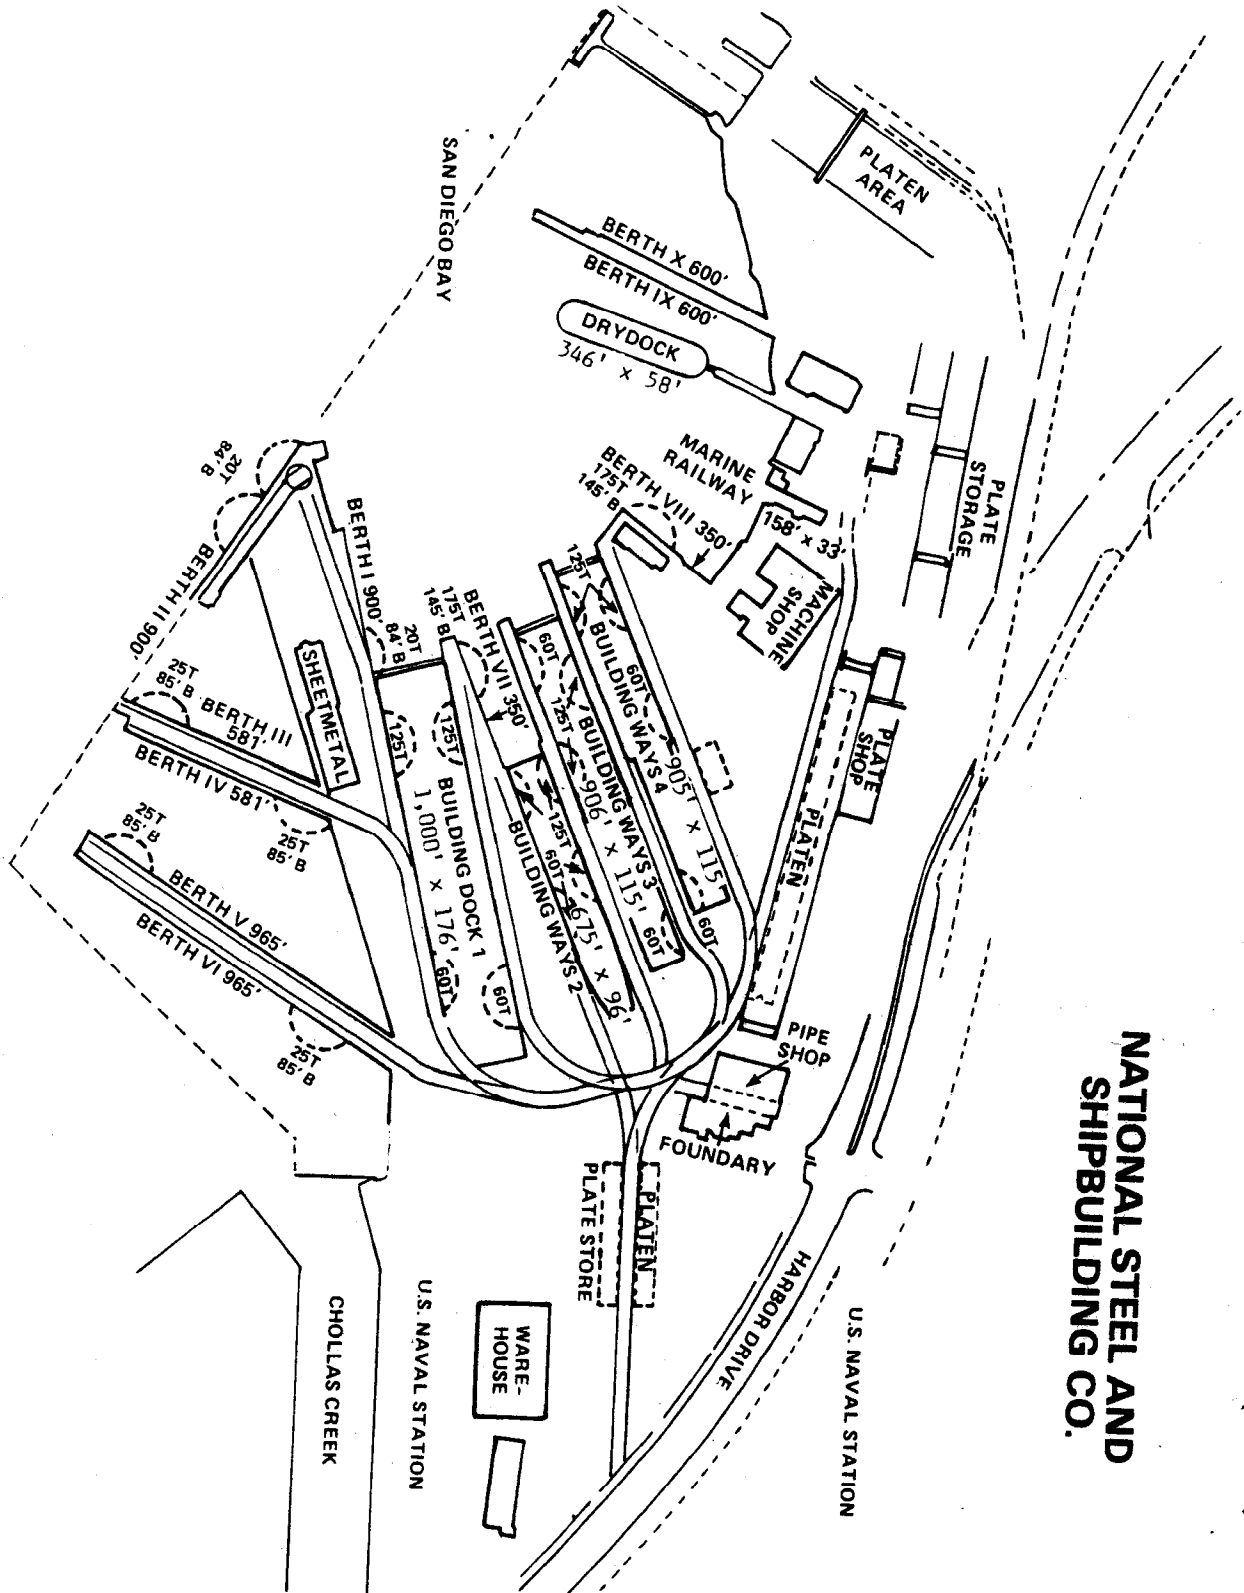 NATIONAL STEEL AND
SHIPBUILDING CO.
PLATEN
AREA
SAN DIEGO BAY
BERTH X 600'
BERTH IX 600'
DRYDOCK
346' x 58'
MARINE
RAILWAY
158' x 33'
PLATE
STORAGE
BERTH VIII 350'
175T
145' B
MACHINE
SHOP
20T
84' B
BERTH II 900'
BERTH I 900'
20T
84' B
BERTH VII 350'
175T
145' B
125T
60T
BUILDING WAYS 4
905' x 115'
60T
60T
125T
BUILDING WAYS 3
906' x 115'
60T
125T
60T
BUILDING WAYS 2
675' x 96'
125T
125T
BUILDING DOCK 1
1,000' x 176'
60T
60T
SHEETMETAL
25T
85' B
BERTH III
581'
BERTH IV 581'
25T
85' B
25T
85' B
BERTH V 965'
BERTH VI 965'
25T
85' B
PLATE
SHOP
PLATEN
PIPE
SHOP
FOUNDARY
PLATEN
PLATE STORE
HARBOR DRIVE
U.S. NAVAL STATION
U.S. NAVAL STATION
WARE-
HOUSE
CHOLLAS CREEK